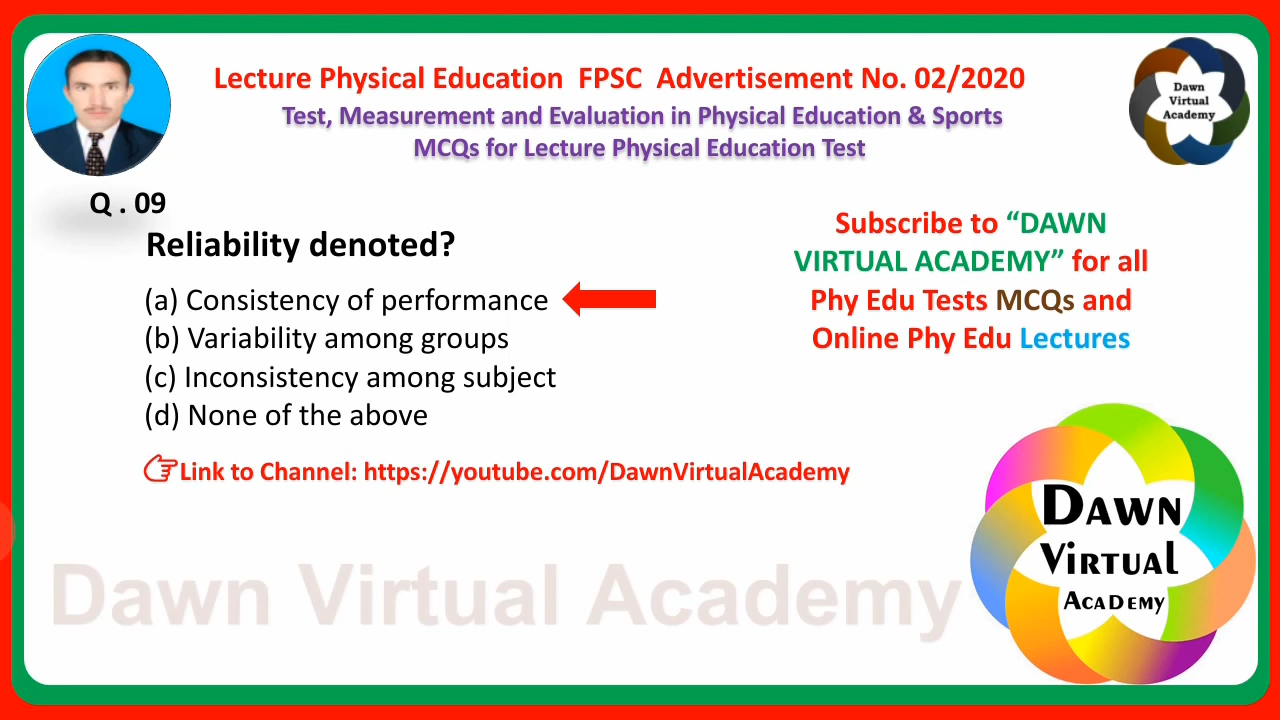 Lecture Physical Education FPSC Advertisement No. 02/2020
Test, Measurement and Evaluation in Physical Education & Sports
MCQs for Lecture Physical Education Test
Dawn
Virtual
Academy
Q . 09
Reliability denoted?
(a) Consistency of performance
(b) Variability among groups
(c) Inconsistency among subject
(d) None of the above
Subscribe to “DAWN
VIRTUAL ACADEMY” for all
Phy Edu Tests MCQs and
Online Phy Edu Lectures
Link to Channel: https://youtube.com/DawnVirtualAcademy
Dawn Virtual Academy
DAWN
VIRTUAL
ACADEMY